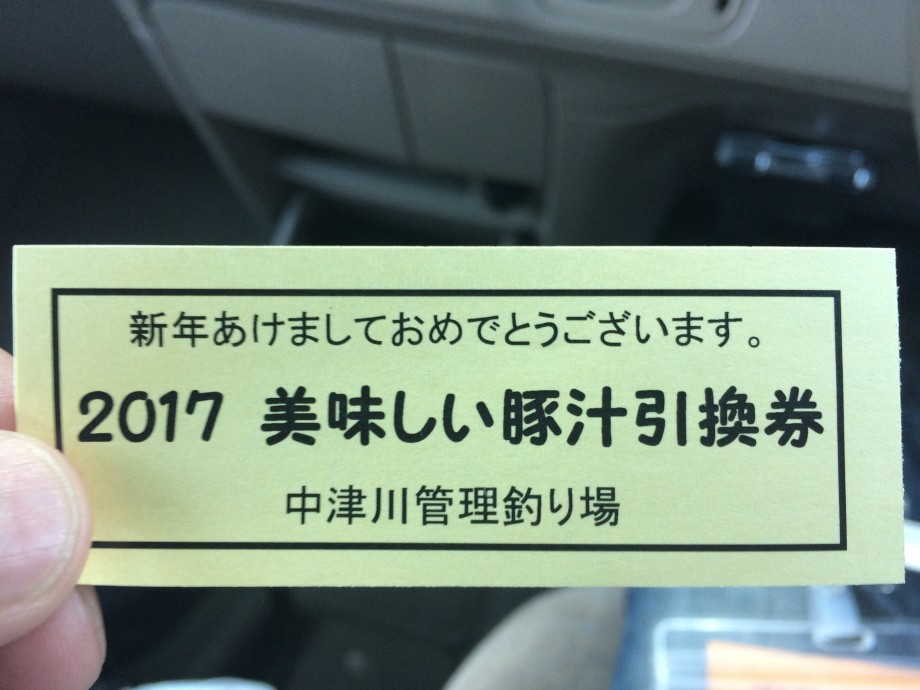 新年あけましておめでとうございます。
2017 美味しい豚汁引換券
中津川管理釣り場